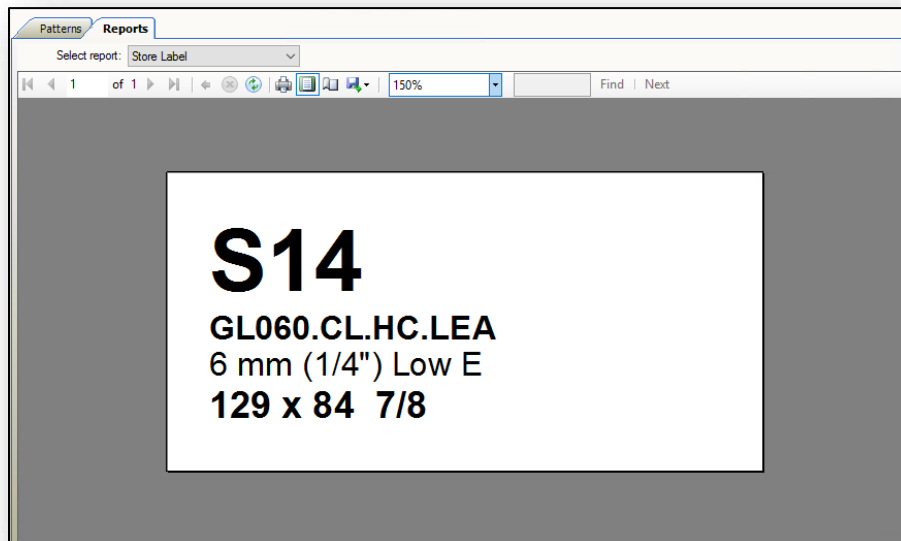 Patterns Reports
Select report: Store Label
1 of 1 150% Find | Next
S14
GL060.CL.HC.LEA
6 mm (1/4") Low E
129 x 84 7/8